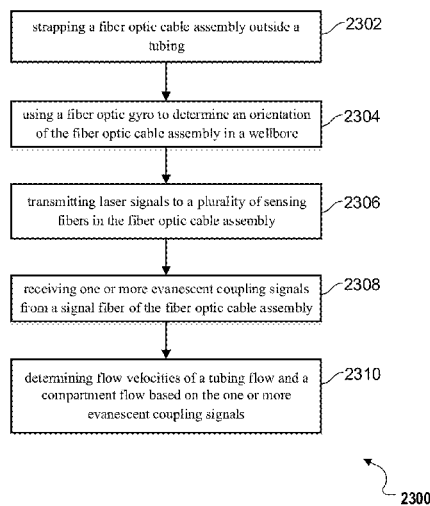 strapping a fiber optic cable assembly outside a
tubing
2302
using a fiber optic gyro to determine an orientation
of the fiber optic cable assembly in a wellbore
2304
transmitting laser signals to a plurality of sensing
fibers in the fiber optic cable assembly
2306
receiving one or more evanescent coupling signals
from a signal fiber of the fiber optic cable assembly
2308
determining flow velocities of a tubing flow and a
compartment flow based on the one or more
evanescent coupling signals
2310
2300